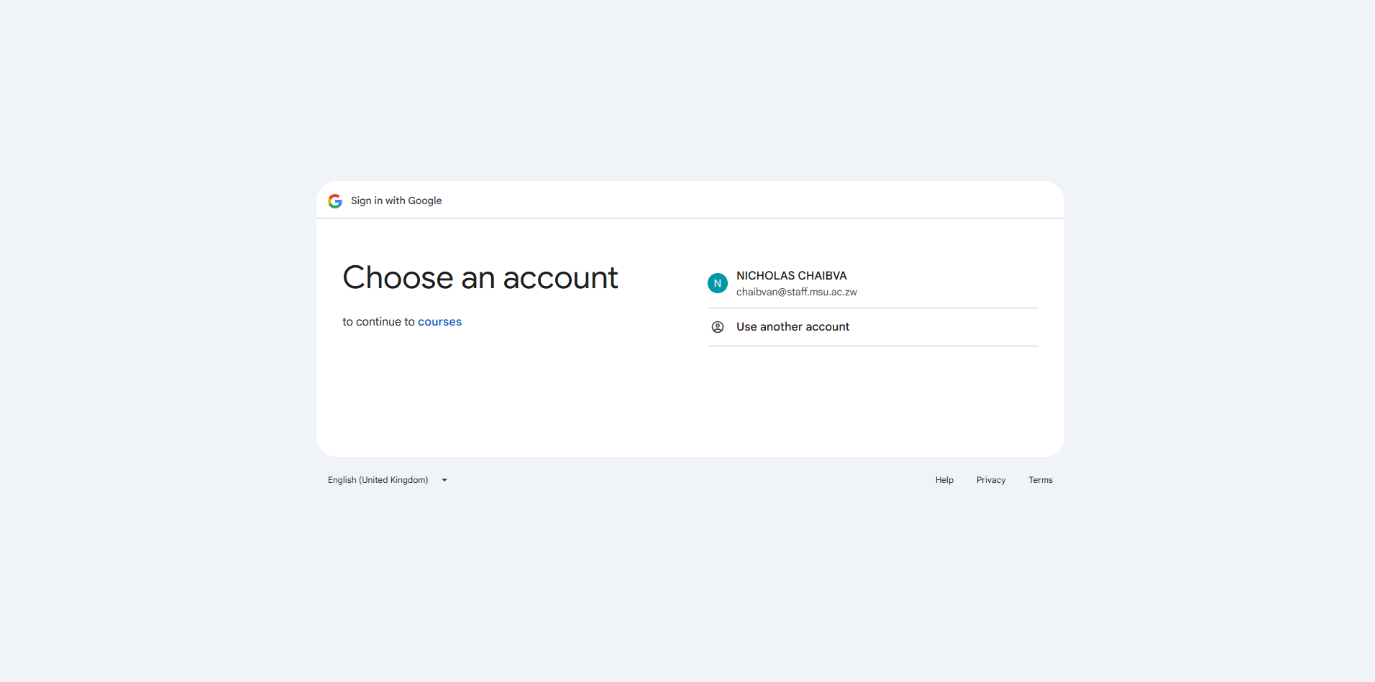 Sign in with Google
Choose an account
to continue to courses
NICHOLAS CHAIBVA
chaibvan@staff.msu.ac.zw
Use another account
English (United Kingdom)
Help
Privacy
Terms
N